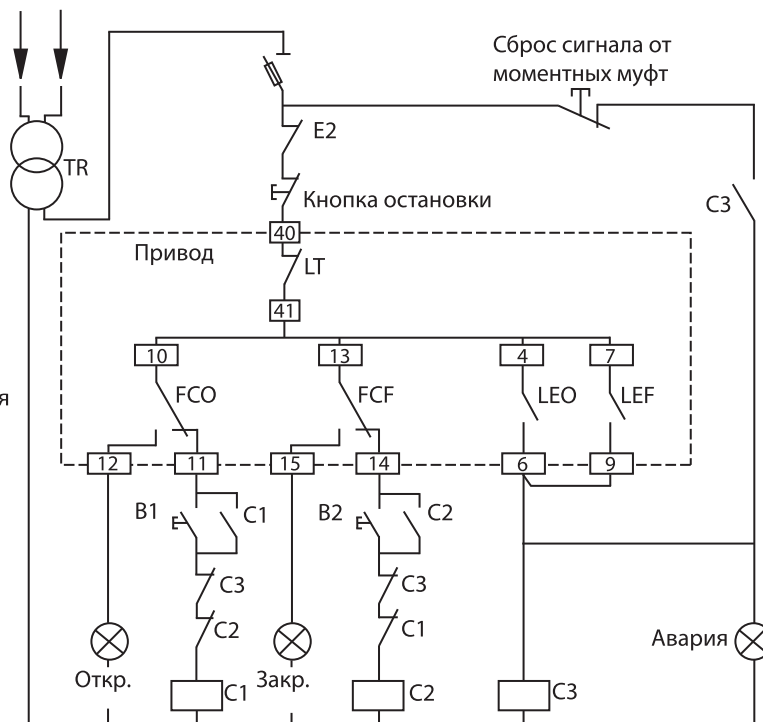 Сброс сигнала от
моментных муфт
E2
TR
Кнопка остановки
C3
40
Привод
LT
41
10
13
4
7
я
FCO
FCF
LEO
LEF
12
11
15
14
6
9
B1
C1
B2
C2
C3
C3
C2
C1
Авария
Откр.
C1
Закр.
C2
C3